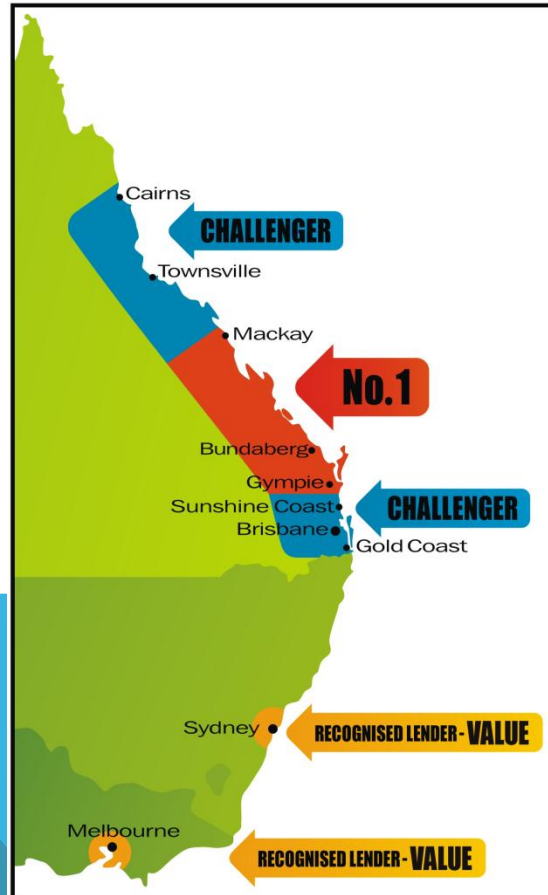 Cairns
CHALLENGER
Townsville
Mackay
No.1
Bundaberg
Gympie
Sunshine Coast
CHALLENGER
Brisbane
Gold Coast
Sydney
RECOGNISED LENDER - VALUE
Melbourne
RECOGNISED LENDER - VALUE